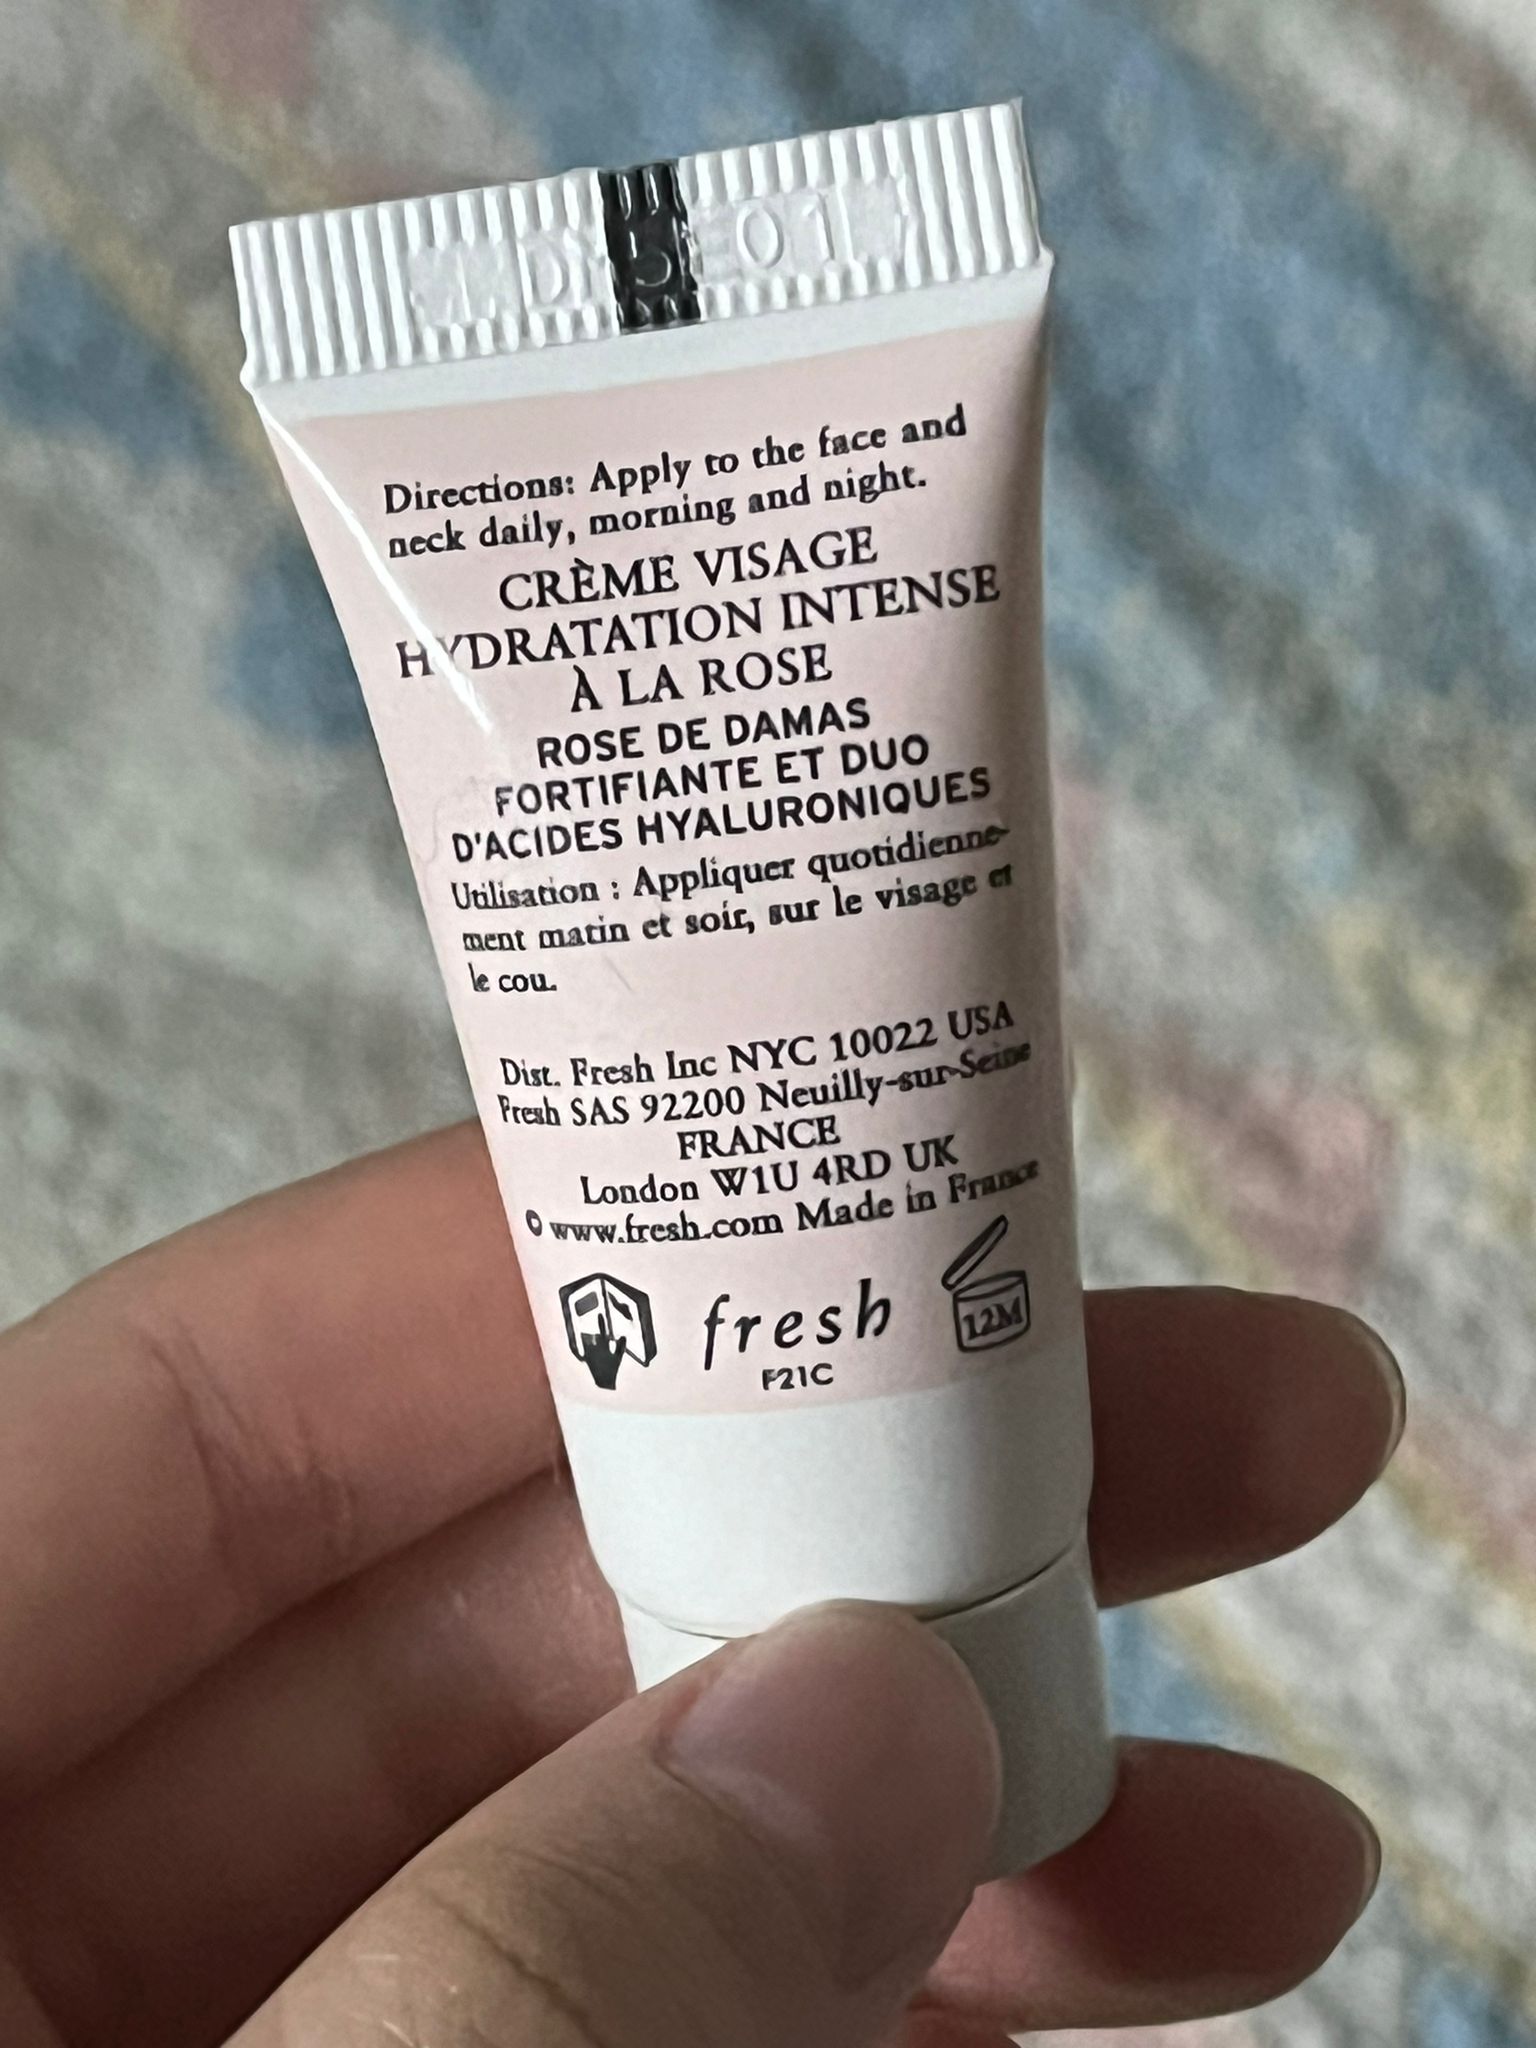 Directions: Apply to the face and
neck daily, morning and night.
CRÈME VISAGE
HYDRATATION INTENSE
À LA ROSE
ROSE DE DAMAS
FORTIFIANTE ET DUO
D'ACIDES HYALURONIQUES
Utilisation : Appliquer quotidienne-
ment matin et soir, sur le visage et
le cou.
Dist. Fresh Inc NYC 10022 USA
Fresh SAS 92200 Neuilly-sur-Seine
FRANCE
London W1U 4RD UK
© www.fresh.com Made in France
fresh
12M
F21C